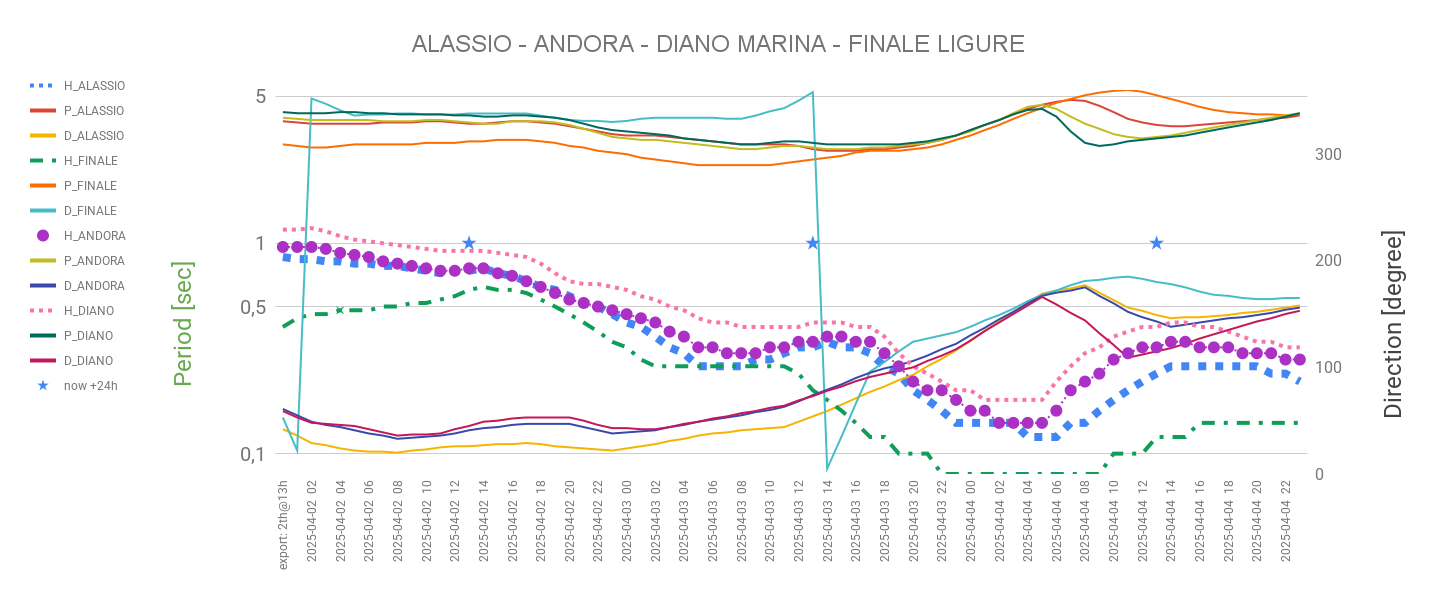 ALASSIO - ANDORA - DIANO MARINA - FINALE LIGURE
H_ALASSIO
P_ALASSIO
D_ALASSIO
H_FINALE
P_FINALE
D_FINALE
H_ANDORA
P_ANDORA
D_ANDORA
H_DIANO
P_DIANO
D_DIANO
now +24h
Period [sec]
5
1
0,5
0,1
300
200
100
0
Direction [degree]
export: 2th@13h
2025-04-02 02
2025-04-02 04
2025-04-02 06
2025-04-02 08
2025-04-02 10
2025-04-02 12
2025-04-02 14
2025-04-02 16
2025-04-02 18
2025-04-02 20
2025-04-02 22
2025-04-03 00
2025-04-03 02
2025-04-03 04
2025-04-03 06
2025-04-03 08
2025-04-03 10
2025-04-03 12
2025-04-03 14
2025-04-03 16
2025-04-03 18
2025-04-03 20
2025-04-03 22
2025-04-04 00
2025-04-04 02
2025-04-04 04
2025-04-04 06
2025-04-04 08
2025-04-04 10
2025-04-04 12
2025-04-04 14
2025-04-04 16
2025-04-04 18
2025-04-04 20
2025-04-04 22